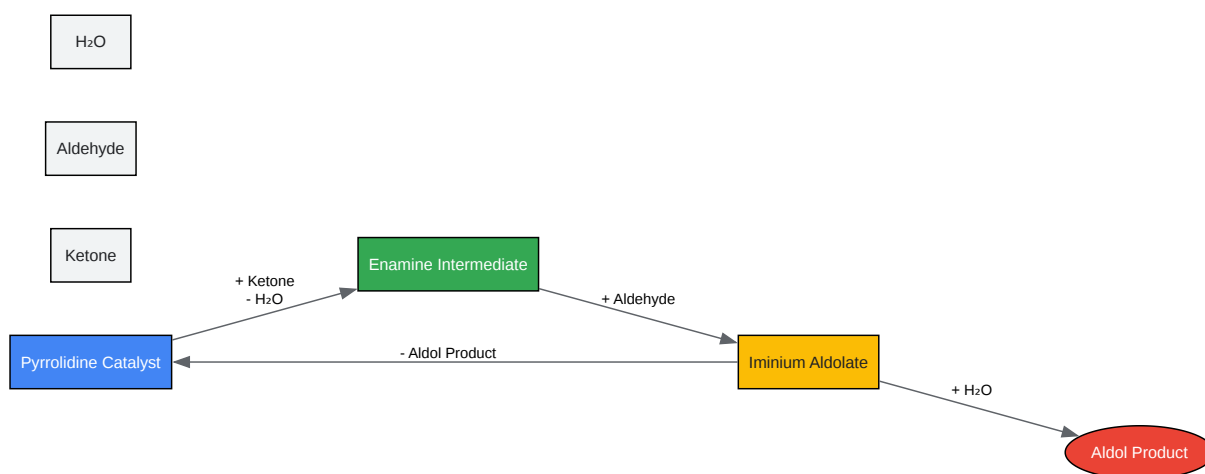 H₂O
Aldehyde
Ketone
Enamine Intermediate
+ Ketone
- H₂O
+ Aldehyde
Pyrrolidine Catalyst
- Aldol Product
Iminium Aldolate
+ H₂O
Aldol Product